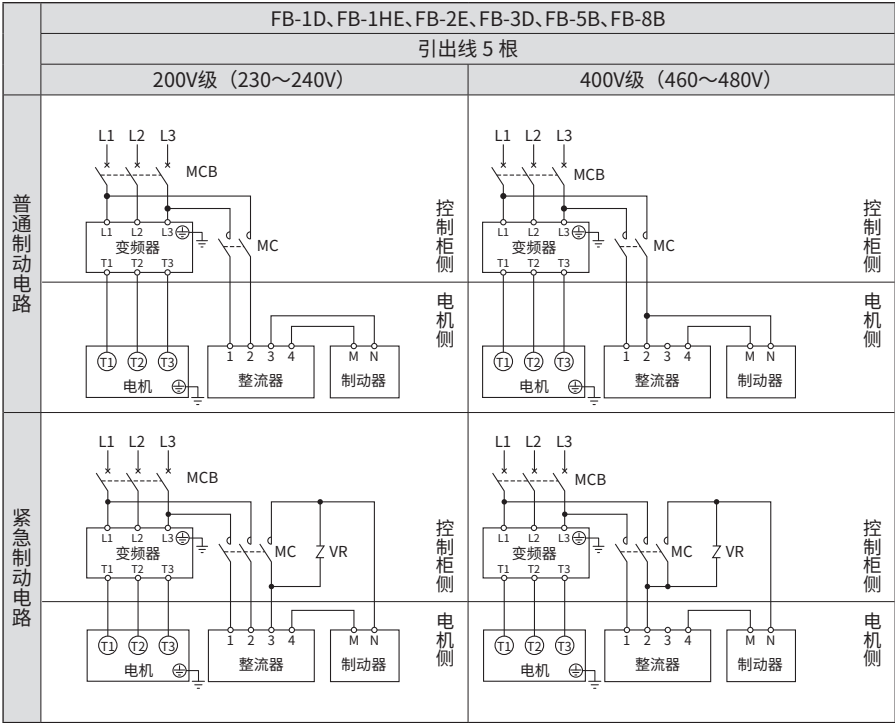 FB-1D、FB-1HE、FB-2E、FB-3D、FB-5B、FB-8B
引出线 5 根
200V级（230～240V）
400V级（460～480V）
普通制动电路
L1 L2 L3
MCB
L1 L2 L3
变频器
T1 T2 T3
MC
控制柜侧
电机侧
T1 T2 T3
电机
1 2 3 4
整流器
M N
制动器
L1 L2 L3
MCB
L1 L2 L3
变频器
T1 T2 T3
MC
控制柜侧
电机侧
T1 T2 T3
电机
1 2 3 4
整流器
M N
制动器
紧急制动电路
L1 L2 L3
MCB
L1 L2 L3
变频器
T1 T2 T3
MC
VR
控制柜侧
电机侧
T1 T2 T3
电机
1 2 3 4
整流器
M N
制动器
L1 L2 L3
MCB
L1 L2 L3
变频器
T1 T2 T3
MC
VR
控制柜侧
电机侧
T1 T2 T3
电机
1 2 3 4
整流器
M N
制动器